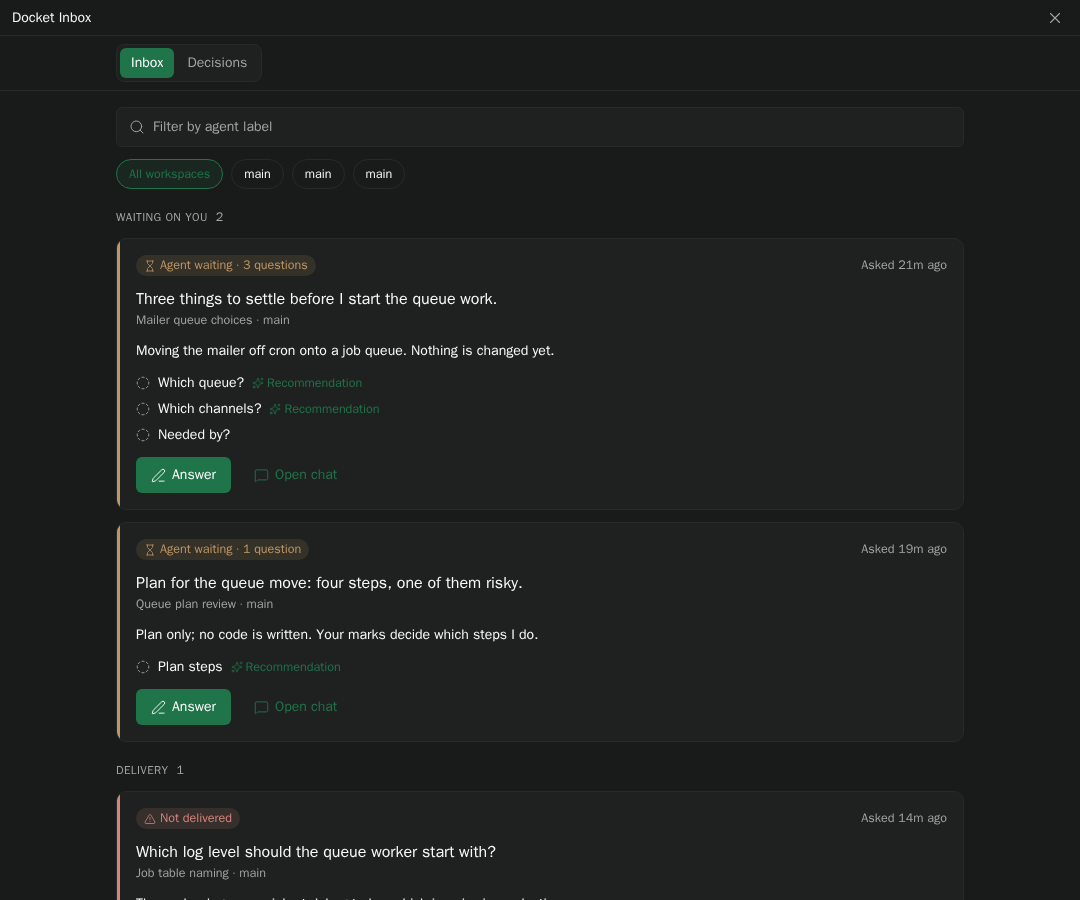 Docket Inbox
Inbox Decisions
Filter by agent label
All workspaces main main main
WAITING ON YOU 2
Agent waiting · 3 questions Asked 21m ago
Three things to settle before I start the queue work.
Mailer queue choices · main
Moving the mailer off cron onto a job queue. Nothing is changed yet.
Which queue? Recommendation
Which channels? Recommendation
Needed by?
Answer Open chat
Agent waiting · 1 question Asked 19m ago
Plan for the queue move: four steps, one of them risky.
Queue plan review · main
Plan only; no code is written. Your marks decide which steps I do.
Plan steps Recommendation
Answer Open chat
DELIVERY 1
Not delivered Asked 14m ago
Which log level should the queue worker start with?
Job table naming · main